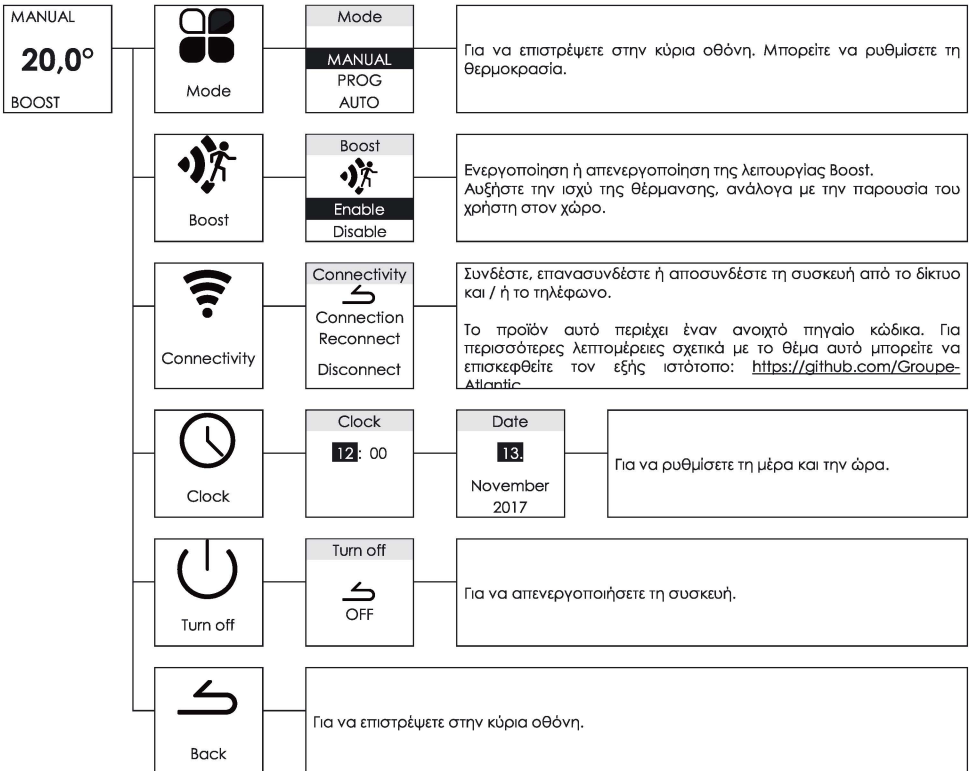 MANUAL
20,0°
BOOST
Mode
Mode
MANUAL
PROG
AUTO
Για να επιστρέψετε στην κύρια οθόνη. Μπορείτε να ρυθμίσετε τη
θερμοκρασία.
Boost
Boost
Enable
Disable
Ενεργοποίηση ή απενεργοποίηση της λειτουργίας Boost.
Αυξήστε την ισχύ της θέρμανσης, ανάλογα με την παρουσία του
χρήστη στον χώρο.
Connectivity
Connectivity
Connection
Reconnect
Disconnect
Συνδέστε, επανασυνδέστε ή αποσυνδέστε τη συσκευή από το δίκτυο
και / ή το τηλέφωνο.
Το προϊόν αυτό περιέχει έναν ανοιχτό πηγαίο κώδικα. Για
περισσότερες λεπτομέρειες σχετικά με το θέμα αυτό μπορείτε να
επισκεφθείτε τον εξής ιστότοπο: https://github.com/Groupe-
Atlantic
Clock
Clock
12: 00
Date
13.
November
2017
Για να ρυθμίσετε τη μέρα και την ώρα.
Turn off
Turn off
OFF
Για να απενεργοποιήσετε τη συσκευή.
Back
Για να επιστρέψετε στην κύρια οθόνη.